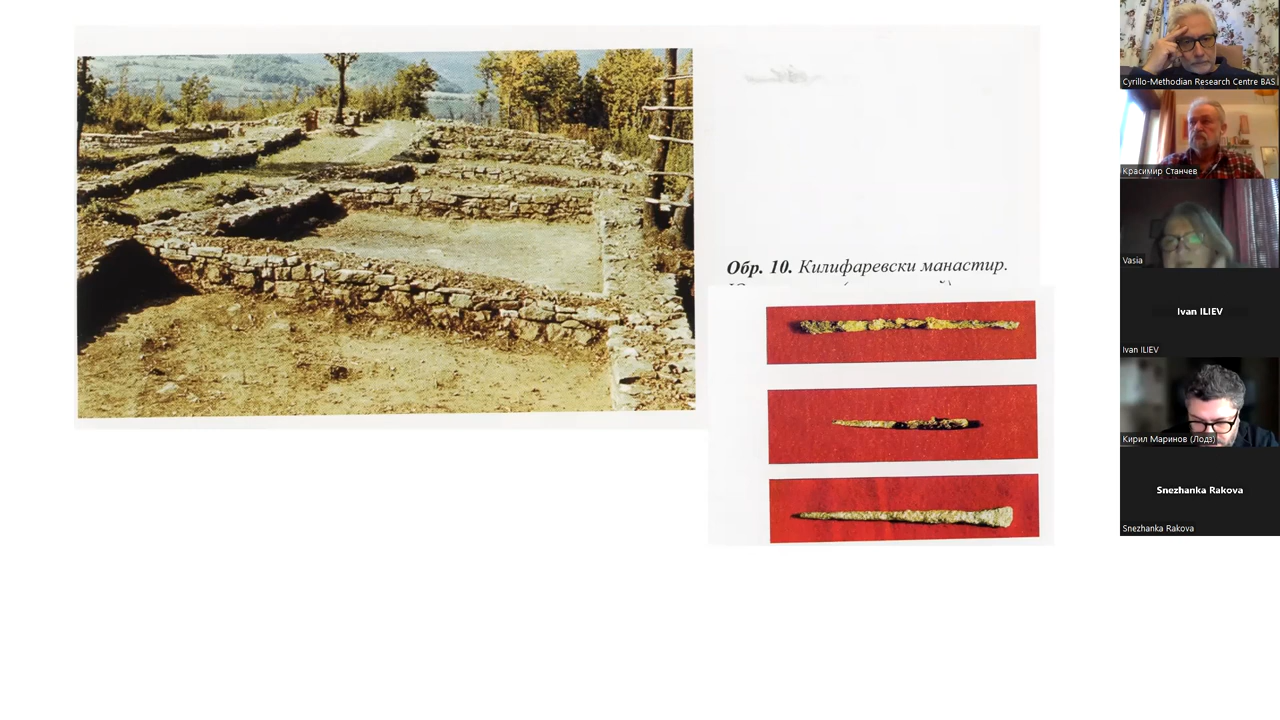 Обр. 10. Килифаревски манастир.
Cyrillo-Methodian Research Centre BAS
Красимир Станчев
Vasia
Ivan ILIEV
Ivan ILIEV
Кирил Маринов (Лодз)
Snezhanka Rakova
Snezhanka Rakova